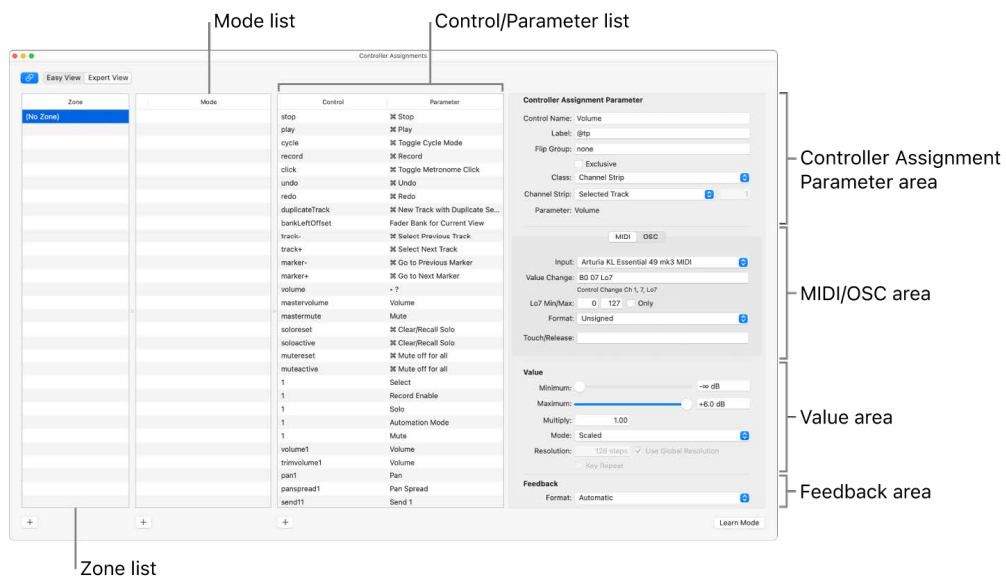 Mode list
Control/Parameter list
Controller Assignments
Easy View Expert View
Zone Mode Control Parameter
(No Zone)
stop ⌘ Stop
play ⌘ Play
cycle ⌘ Toggle Cycle Mode
record ⌘ Record
click ⌘ Toggle Metronome Click
undo ⌘ Undo
redo ⌘ Redo
duplicateTrack ⌘ New Track with Duplicate Se...
bankLeftOffset Fader Bank for Current View
track- ⌘ Select Previous Track
track+ ⌘ Select Next Track
marker- ⌘ Go to Previous Marker
marker+ ⌘ Go to Next Marker
volume - ?
mastervolume Volume
mastermute Mute
soloreset ⌘ Clear/Recall Solo
soloactive ⌘ Clear/Recall Solo
mutereset ⌘ Mute off for all
muteactive ⌘ Mute off for all
1 Select
1 Record Enable
1 Solo
1 Automation Mode
1 Mute
volume1 Volume
trimvolume1 Volume
pan1 Pan
panspread1 Pan Spread
send11 Send 1
Controller Assignment Parameter
Control Name: Volume
Label: @tp
Flip Group: none
Exclusive
Class: Channel Strip
Channel Strip: Selected Track 1
Parameter: Volume
MIDI OSC
Input: Arturia KL Essential 49 mk3 MIDI
Value Change: B0 07 Lo7
Control Change Ch 1, 7, Lo7
Lo7 Min/Max: 0 127 Only
Format: Unsigned
Touch/Release:
Value
Minimum: -∞ dB
Maximum: +6.0 dB
Multiply: 1.00
Mode: Scaled
Resolution: 128 steps Use Global Resolution
Key Repeat
Feedback
Format: Automatic
+ + + Learn Mode
Controller Assignment
Parameter area
MIDI/OSC area
Value area
Feedback area
Zone list